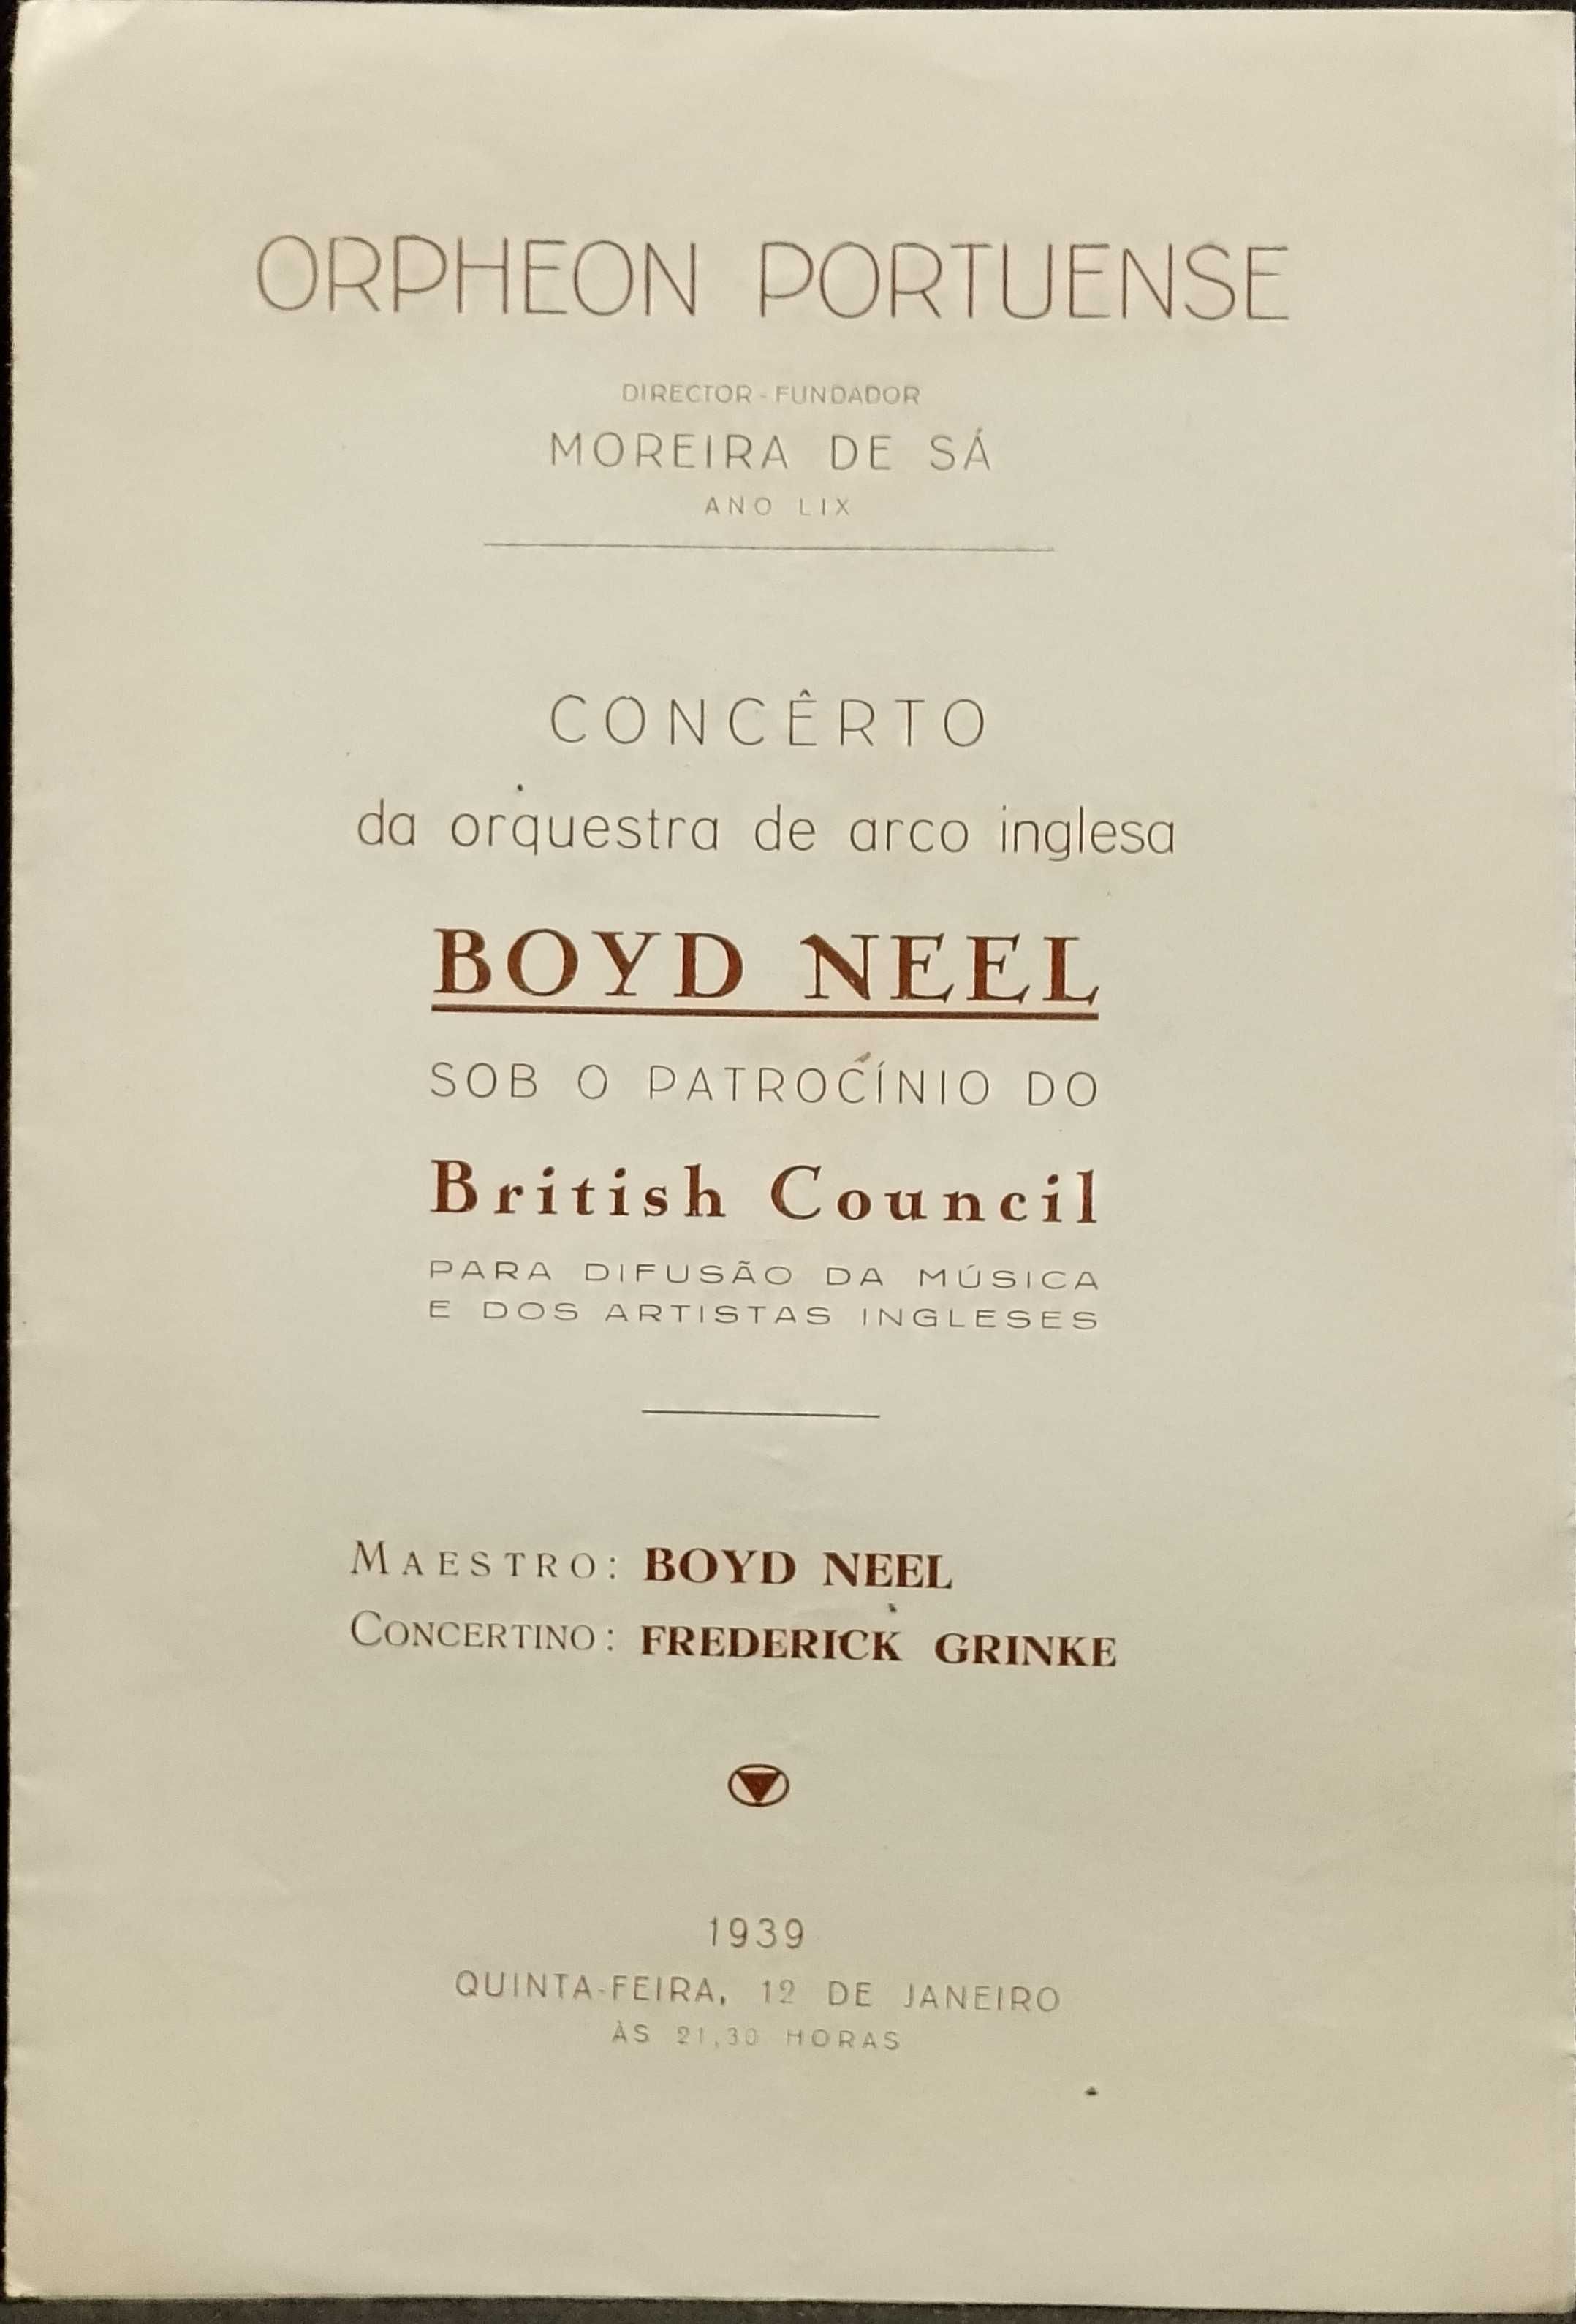 ORPHEON PORTUENSE
DIRECTOR-FUNDADOR
MOREIRA DE SÁ
ANO LIX
CONCÊRTO
da orquestra de arco inglesa
BOYD NEEL
SOB O PATROCÍNIO DO
British Council
PARA DIFUSÃO DA MÚSICA
E DOS ARTISTAS INGLESES
MAESTRO: BOYD NEEL
CONCERTINO: FREDERICK GRINKE
1939
QUINTA-FEIRA, 12 DE JANEIRO
ÀS 21,30 HORAS